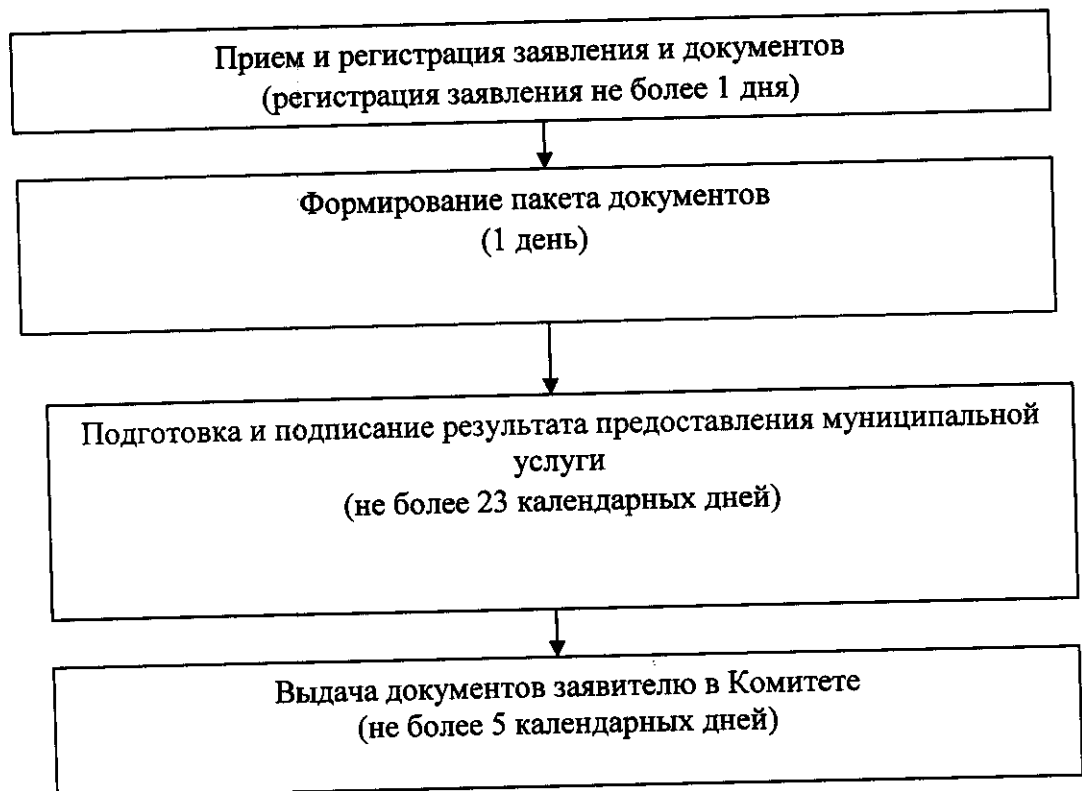 Прием и регистрация заявления и документов
(регистрация заявления не более 1 дня)
Формирование пакета документов
(1 день)
Подготовка и подписание результата предоставления муниципальной
услуги
(не более 23 календарных дней)
Выдача документов заявителю в Комитете
(не более 5 календарных дней)